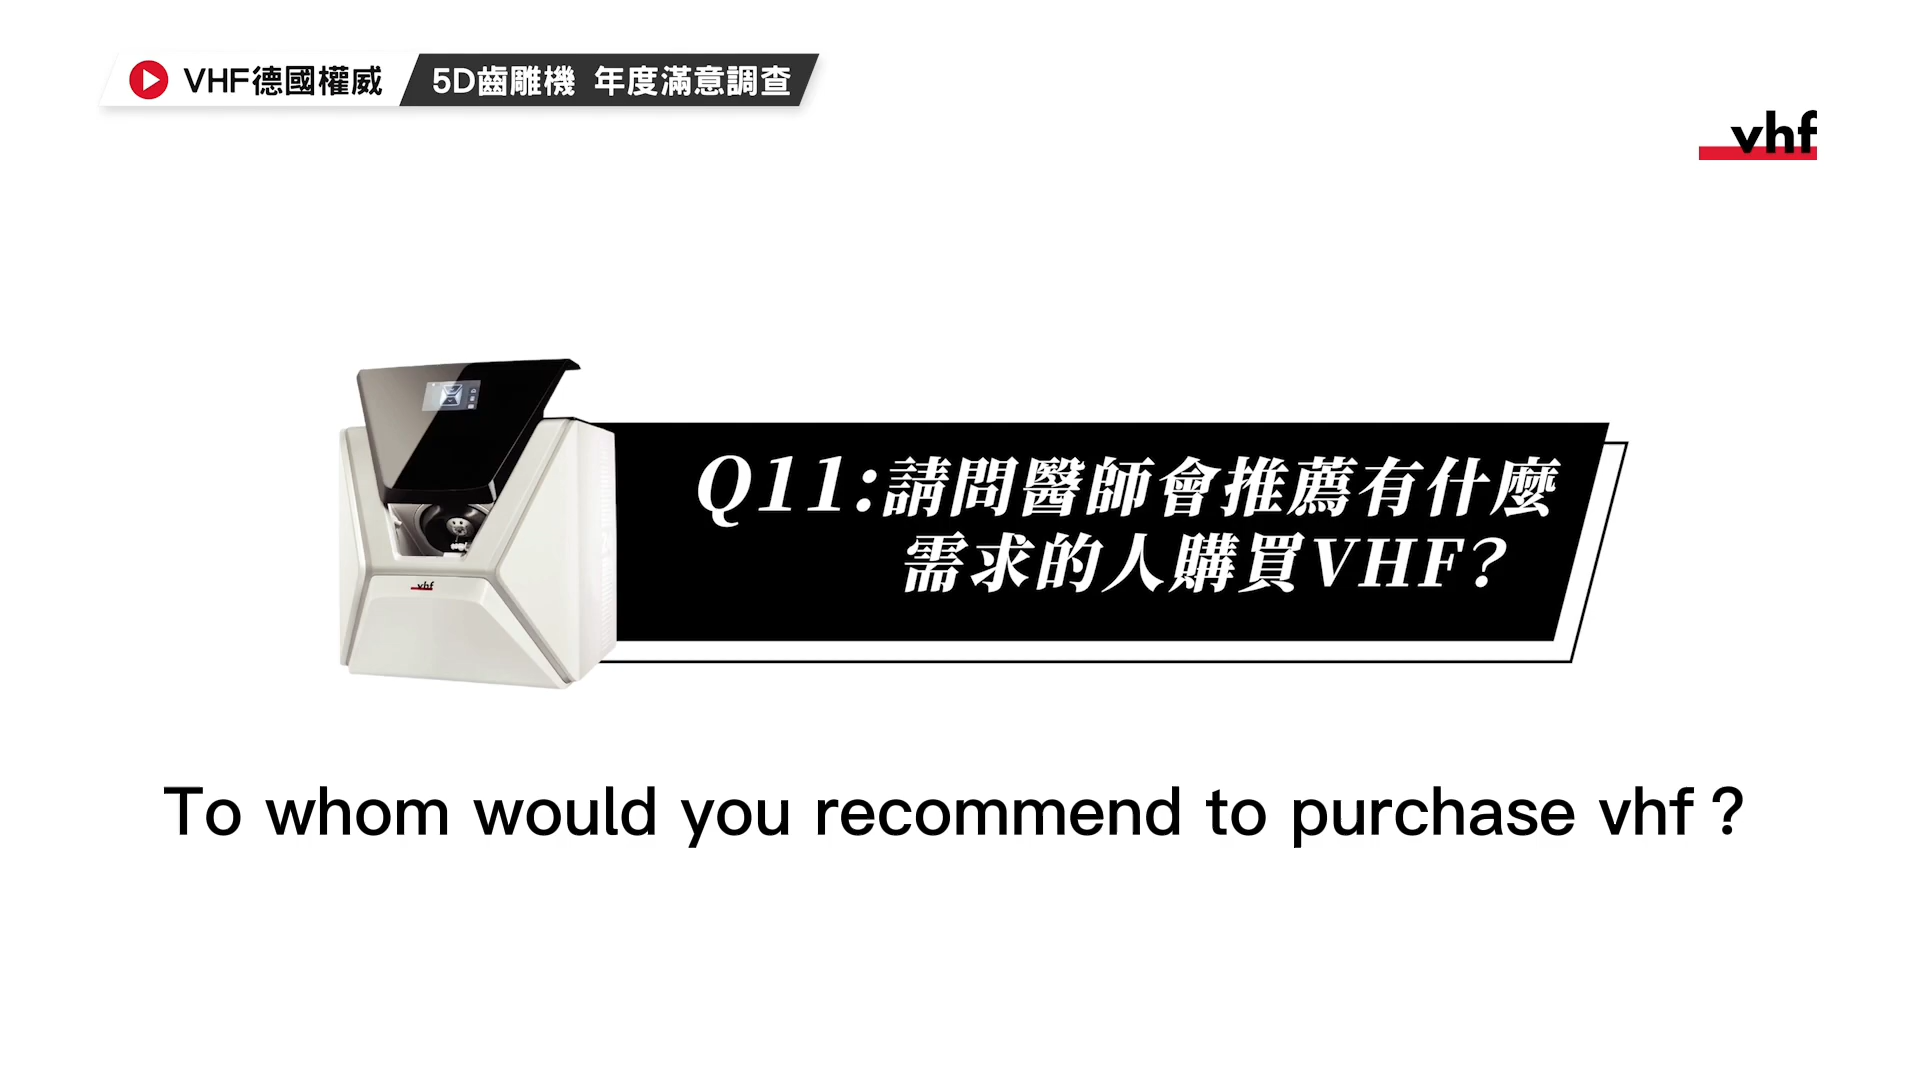 VHF德國權威 5D齒雕機 年度滿意調查
vhf
Q11:請問醫師會推薦有什麼
需求的人購買VHF?
vhf
To whom would you recommend to purchase vhf ?